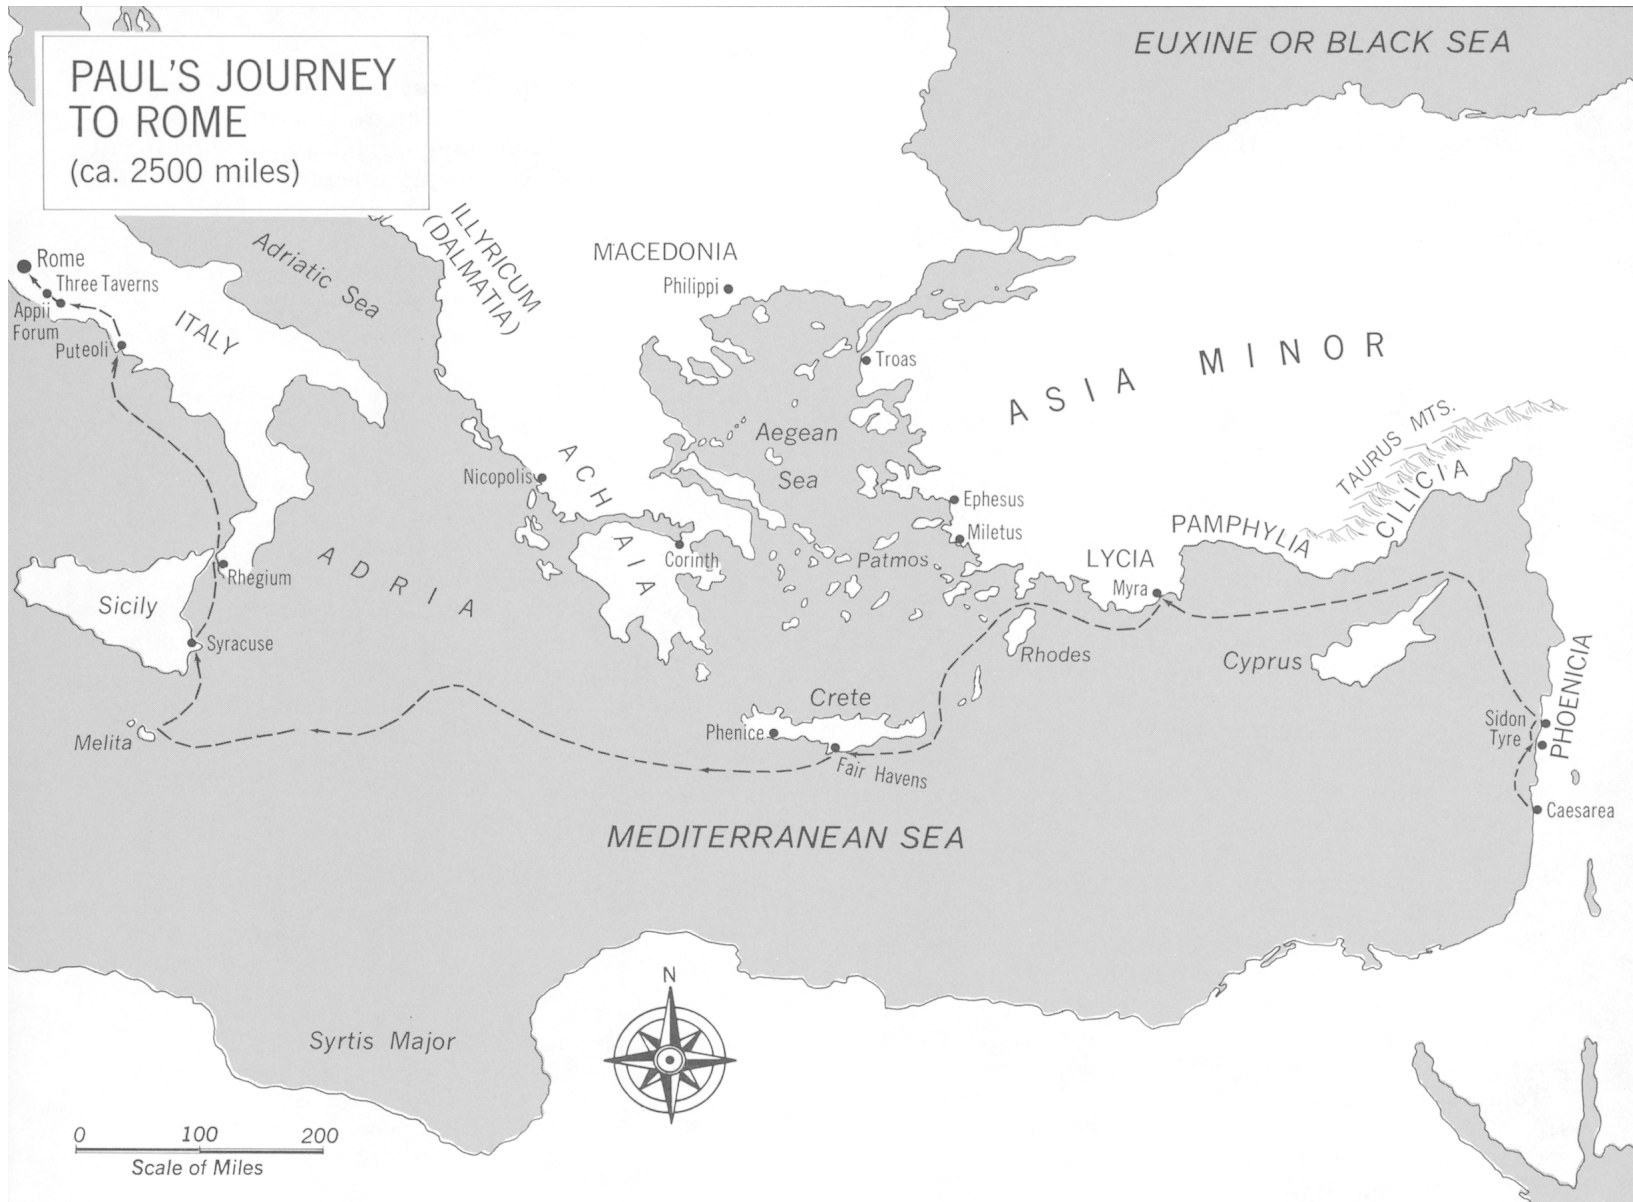 PAUL'S JOURNEY
TO ROME
(ca. 2500 miles)
EUXINE OR BLACK SEA
ILLYRICUM
(DALMATIA)
Adriatic Sea
MACEDONIA
Philippi
Rome
Three Taverns
Appii
Forum
Puteoli
ITALY
Troas
ASIA MINOR
TAURUS MTS.
CILICIA
Aegean
Sea
Nicopolis
ACHAIA
Ephesus
Miletus
PAMPHYLIA
LYCIA
Myra
Corinth
Patmos
ADRIA
Rhegium
Sicily
Syracuse
Rhodes
Cyprus
PHOENICIA
Crete
Phenice
Fair Havens
Sidon
Tyre
Melita
Caesarea
MEDITERRANEAN SEA
N
Syrtis Major
0 100 200
Scale of Miles